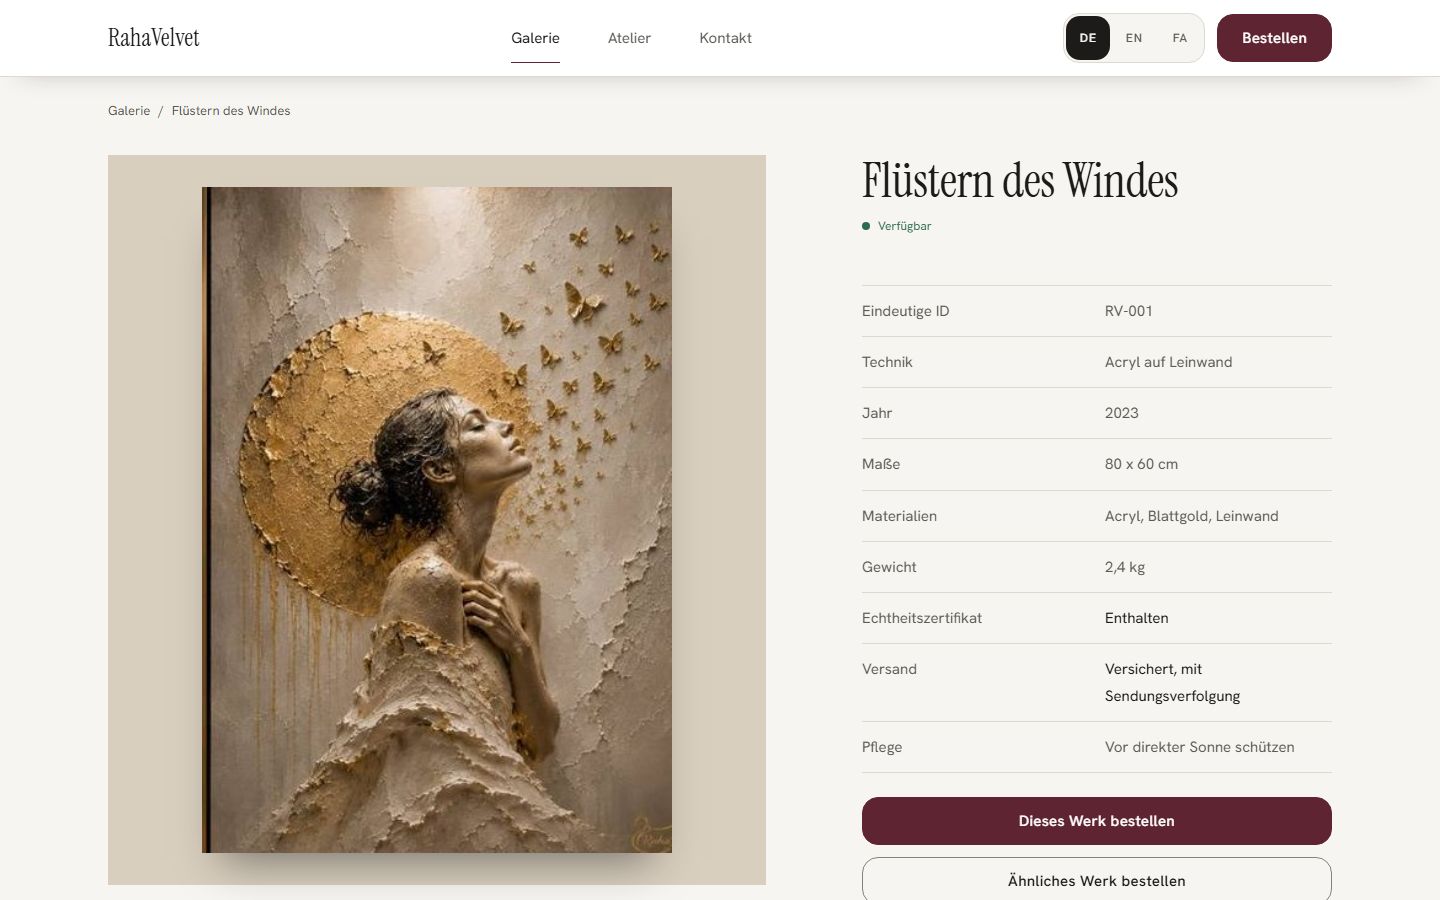 RahaVelvet
Galerie
Atelier
Kontakt
DE
EN
FA
Bestellen
Galerie / Flüstern des Windes
Flüstern des Windes
Verfügbar
Eindeutige ID
RV-001
Technik
Acryl auf Leinwand
Jahr
2023
Maße
80 x 60 cm
Materialien
Acryl, Blattgold, Leinwand
Gewicht
2,4 kg
Echtheitszertifikat
Enthalten
Versand
Versichert, mit
Sendungsverfolgung
Pflege
Vor direkter Sonne schützen
Dieses Werk bestellen
Ähnliches Werk bestellen